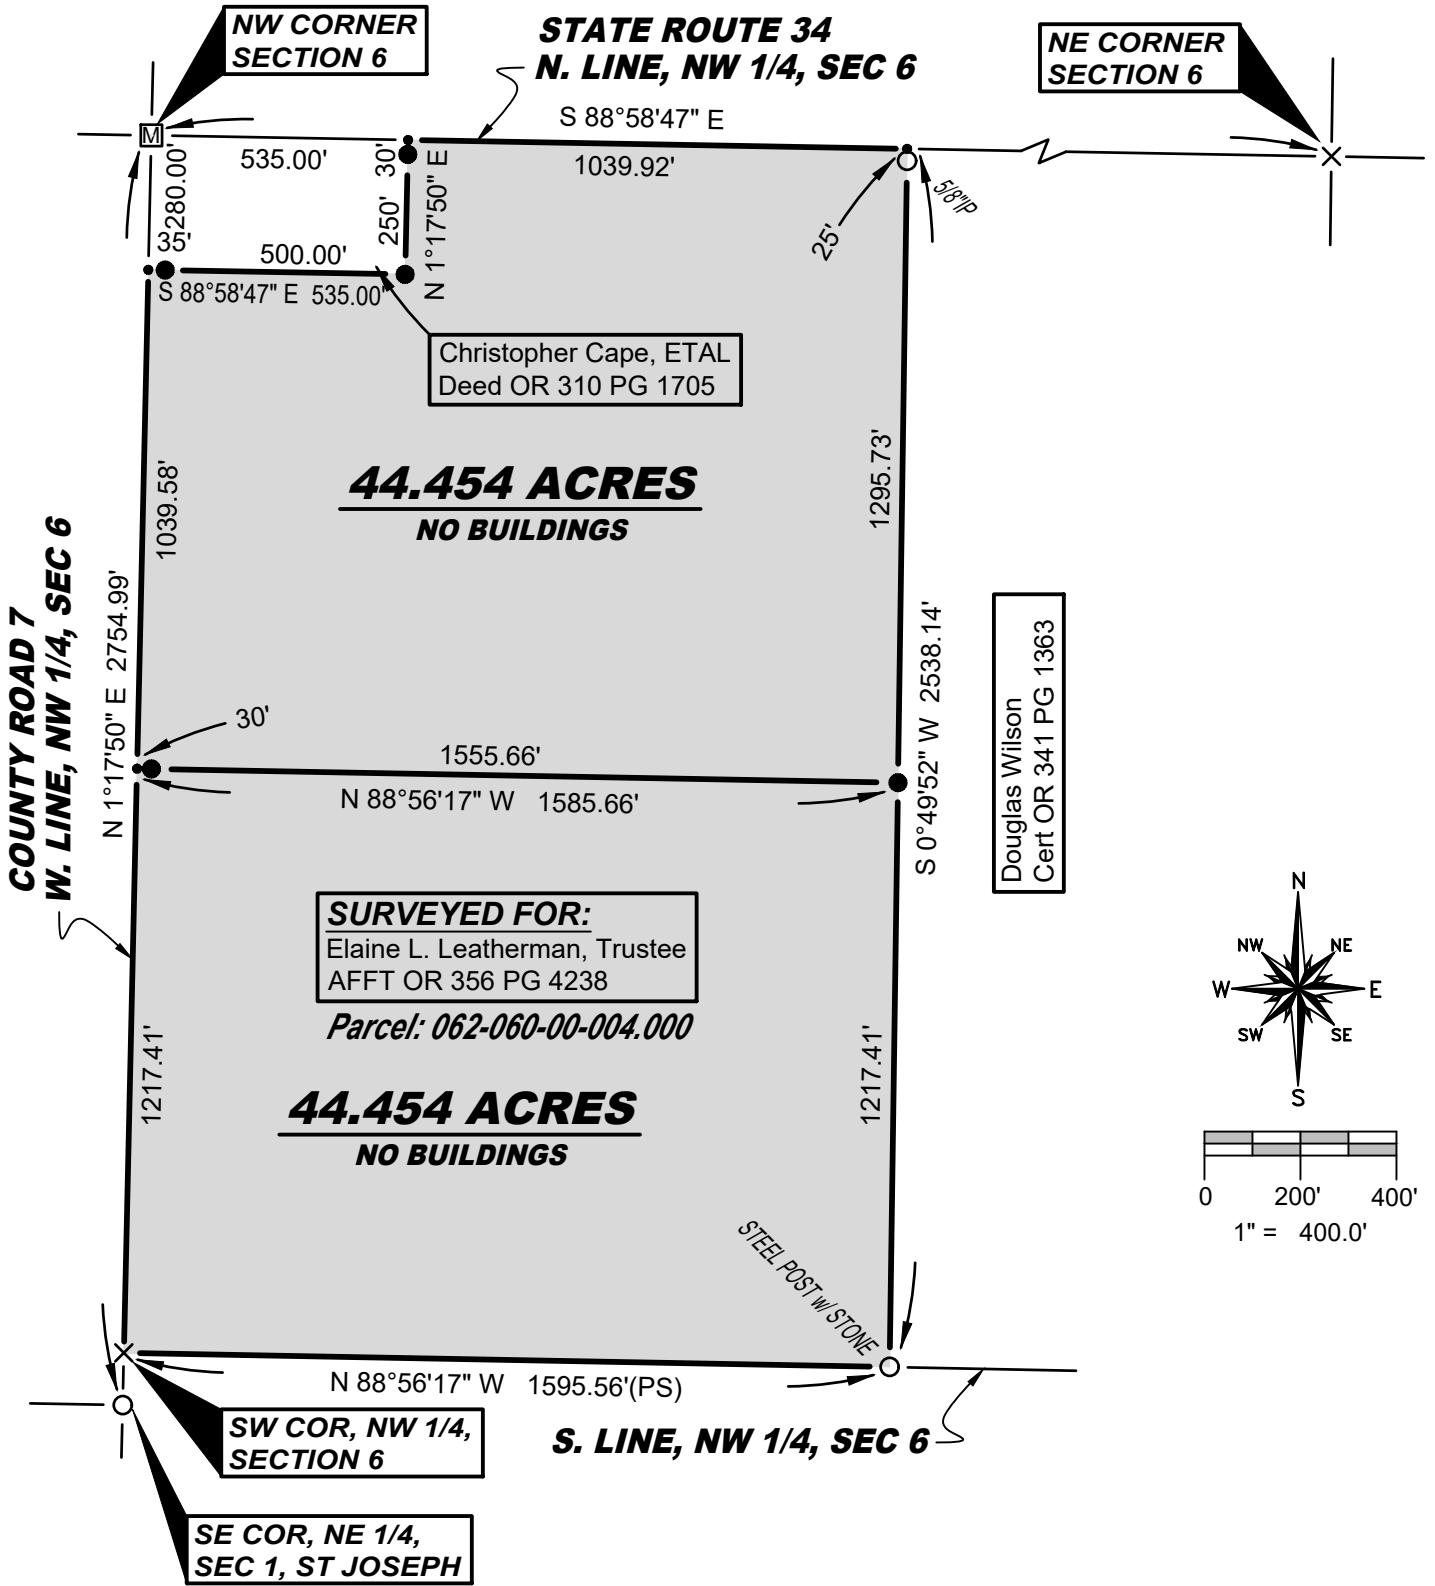 NW CORNER
SECTION 6
STATE ROUTE 34
N. LINE, NW 1/4, SEC 6
NE CORNER
SECTION 6
S 88°58'47" E
M
535.00'
30'
1039.92'
280.00'
250'
N 1°17'50" E
5/8"IP
25'
35'
500.00'
S 88°58'47" E 535.00'
Christopher Cape, ETAL
Deed OR 310 PG 1705
44.454 ACRES
NO BUILDINGS
1039.58'
1295.73'
COUNTY ROAD 7
W. LINE, NW 1/4, SEC 6
N 1°17'50" E 2754.99'
S 0°49'52" W 2538.14'
Douglas Wilson
Cert OR 341 PG 1363
30'
1555.66'
N 88°56'17" W 1585.66'
SURVEYED FOR:
Elaine L. Leatherman, Trustee
AFFT OR 356 PG 4238
Parcel: 062-060-00-004.000
1217.41'
1217.41'
44.454 ACRES
NO BUILDINGS
N
NW
NE
W
E
SW
SE
S
0 200' 400'
1" = 400.0'
STEEL POST w/ STONE
N 88°56'17" W 1595.56'(PS)
SW COR, NW 1/4,
SECTION 6
S. LINE, NW 1/4, SEC 6
SE COR, NE 1/4,
SEC 1, ST JOSEPH